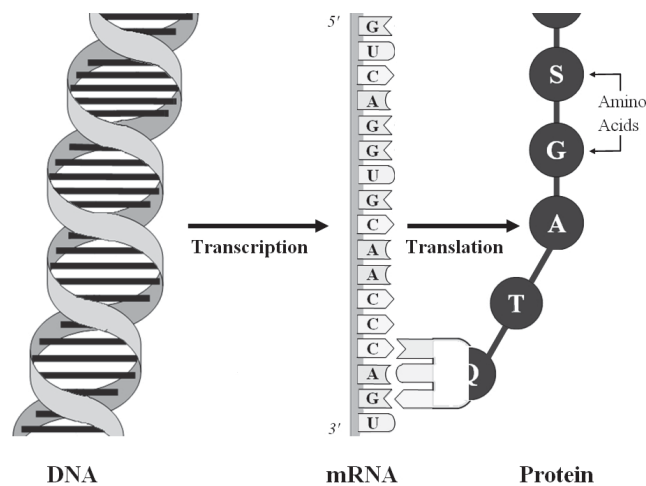 5'
G
U
C
A
G
G
U
G
C
A
A
C
C
C
A
G
U
3'
S
G
A
T
Q
Amino
Acids
Transcription
Translation
DNA
mRNA
Protein